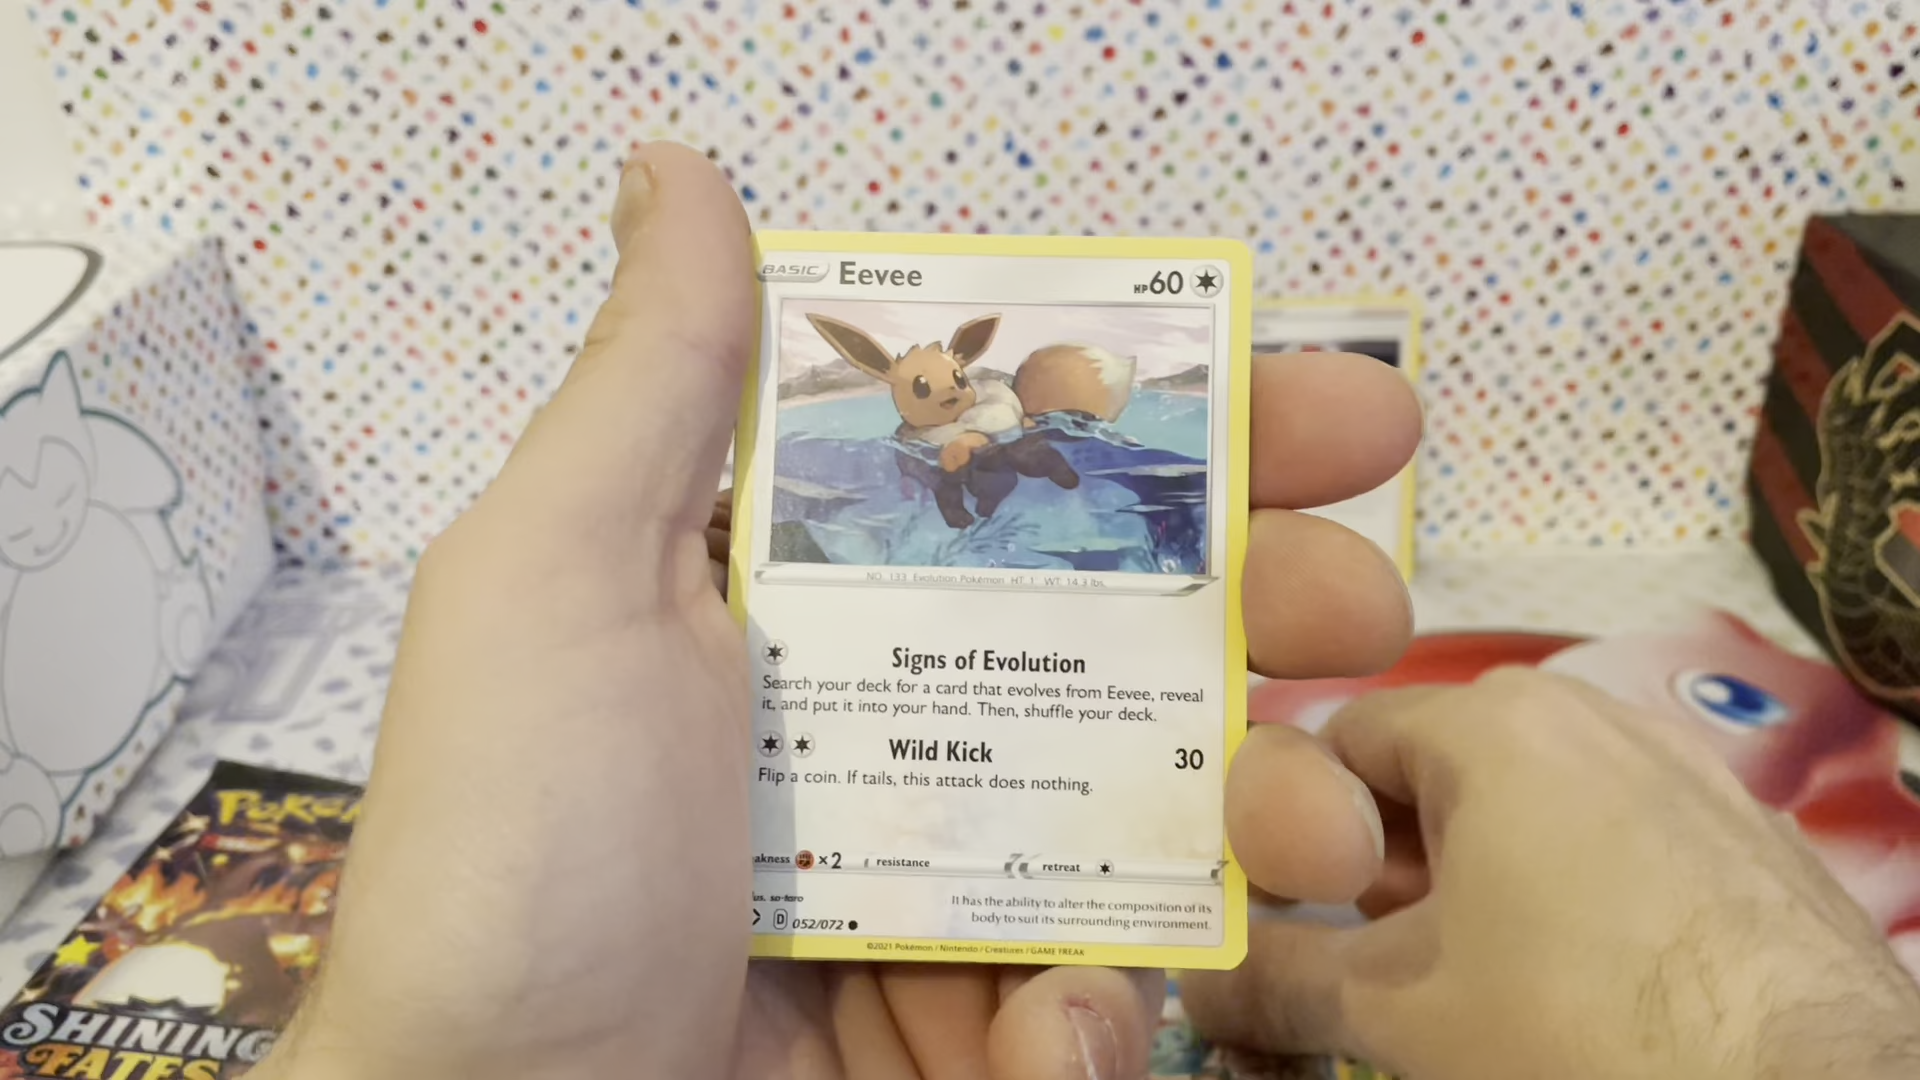 BASIC Eevee HP60
NO. 133 Evolution Pokémon HT 1' WT 14.3 lbs.
Signs of Evolution
Search your deck for a card that evolves from Eevee, reveal
it, and put it into your hand. Then, shuffle your deck.
Wild Kick 30
Flip a coin. If tails, this attack does nothing.
akness ×2 resistance retreat
us. so-taro
It has the ability to alter the composition of its
body to suit its surrounding environment.
D 052/072
©2021 Pokémon / Nintendo / Creatures / GAME FREAK
POKéM
SHINING
FATES